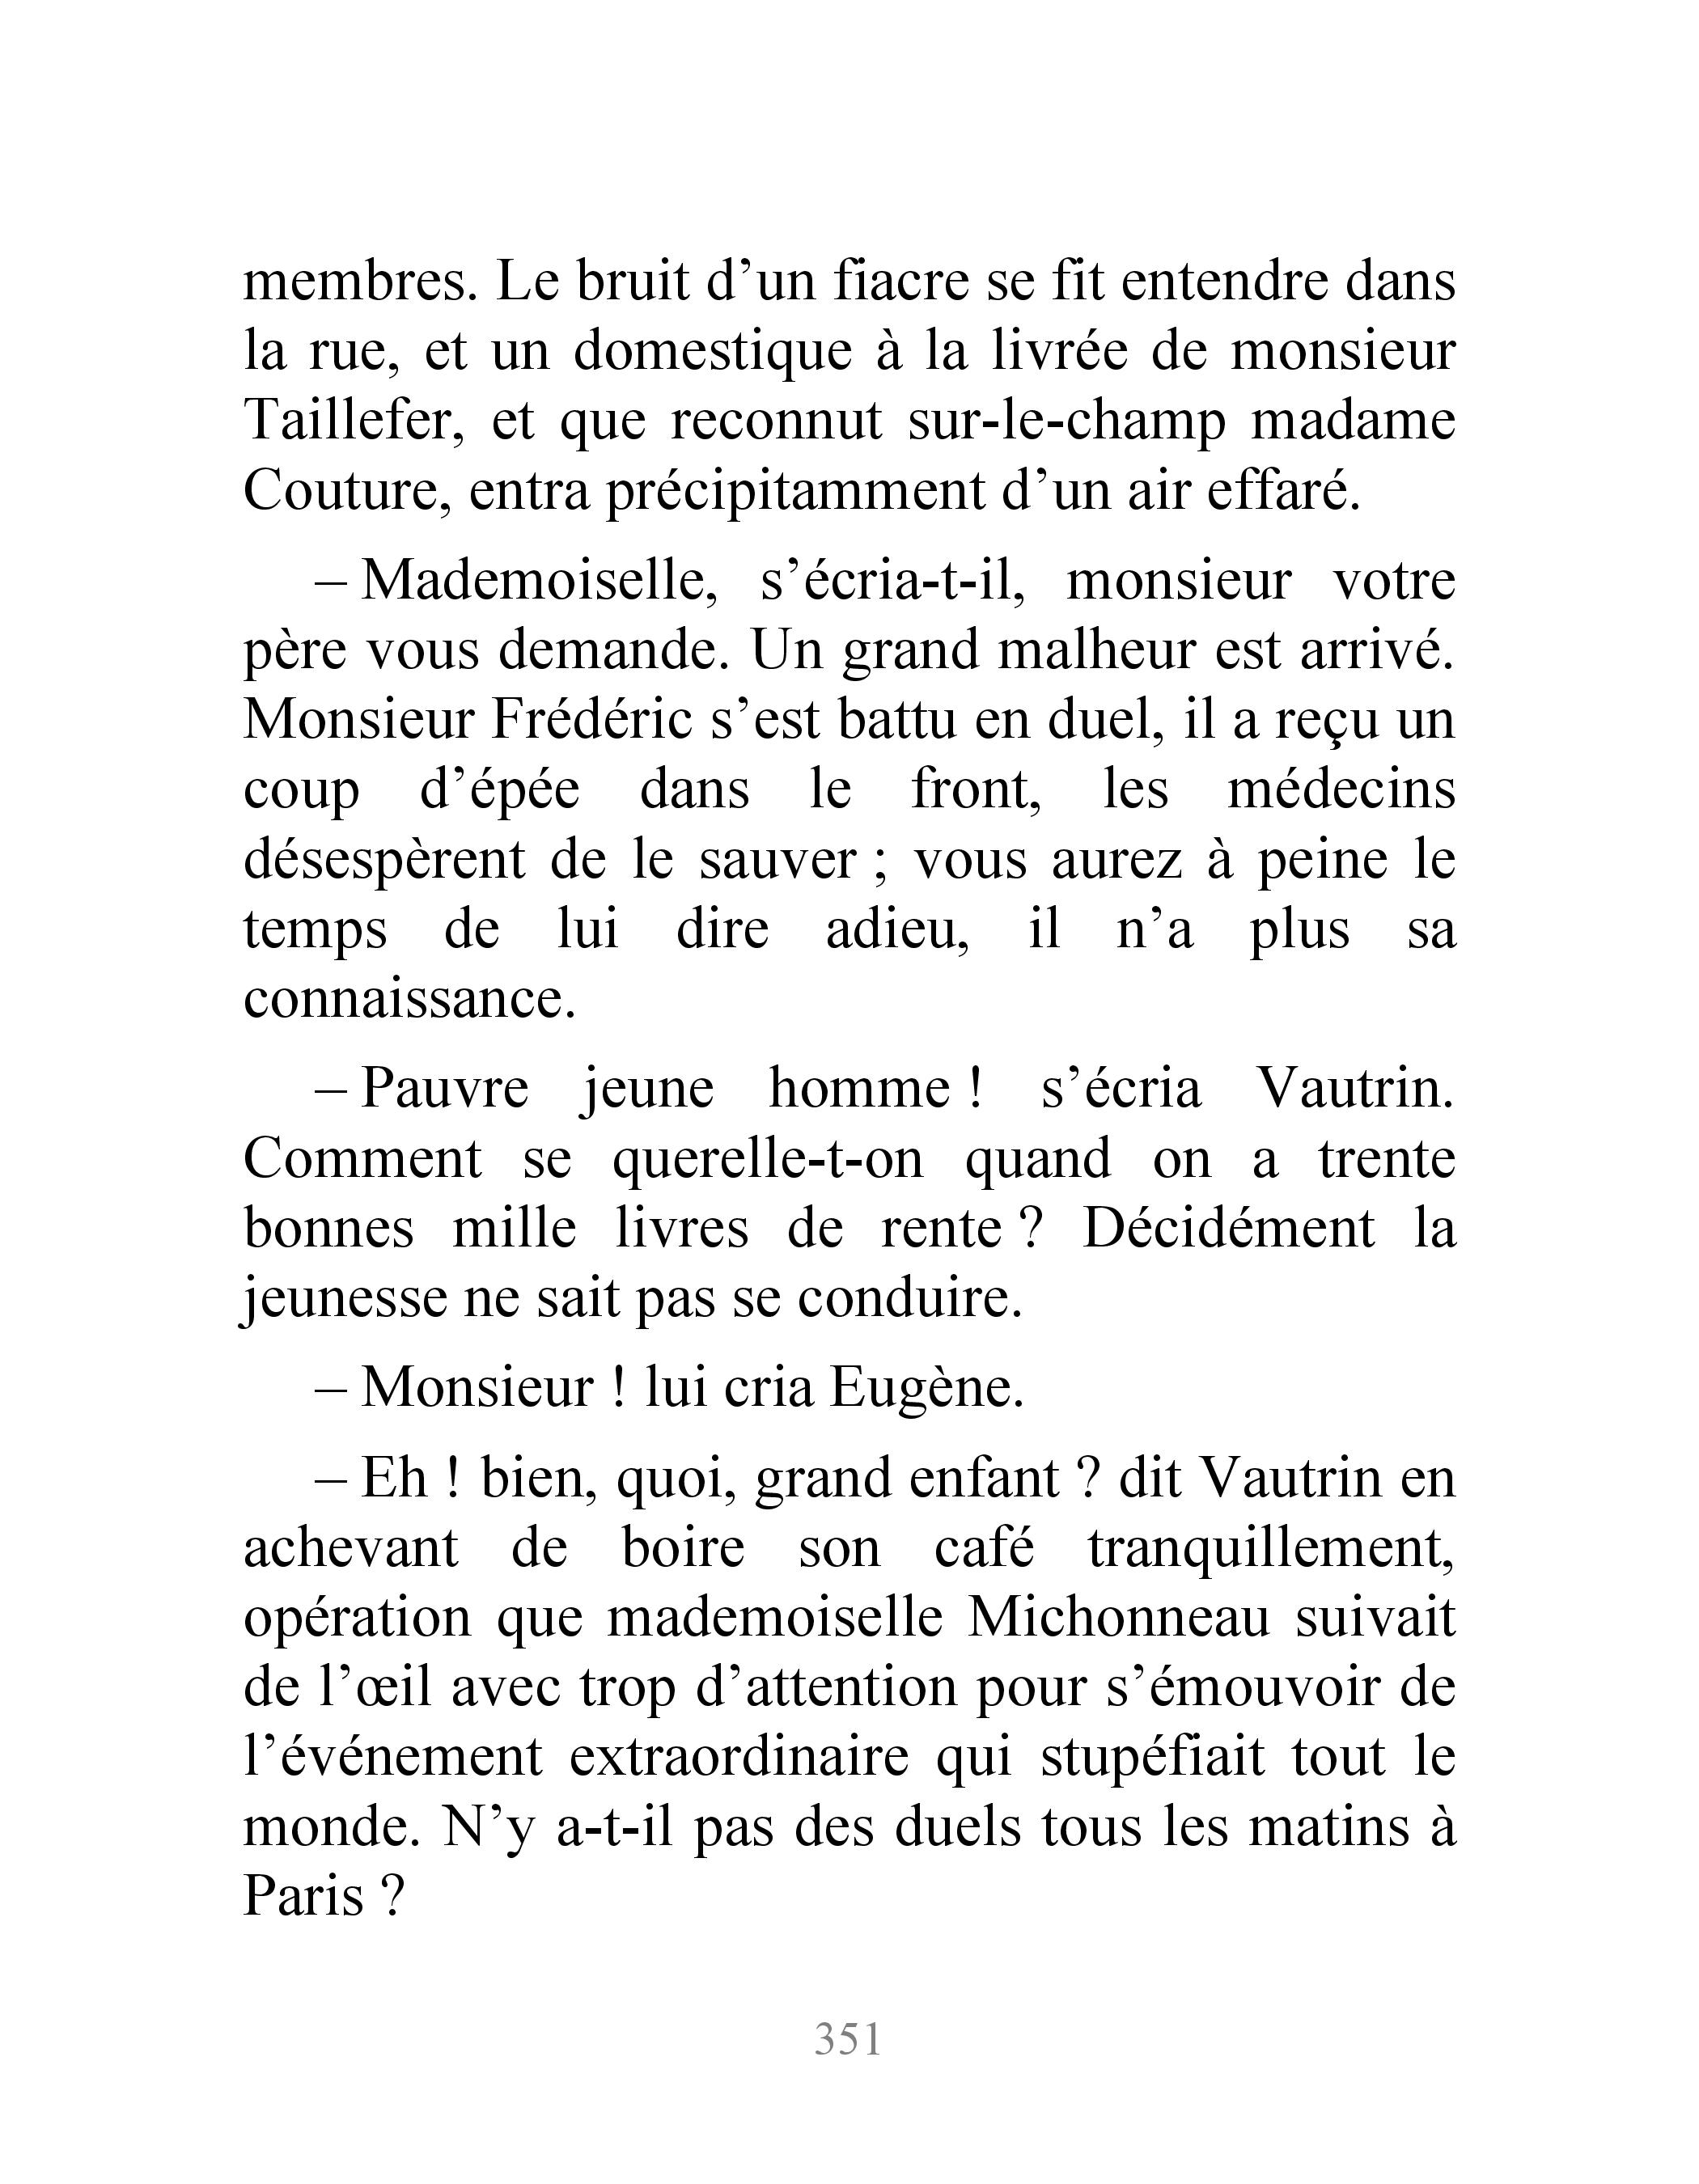 membres. Le bruit d’un fiacre se fit entendre dans
la rue, et un domestique à la livrée de monsieur
Taillefer, et que reconnut sur-le-champ madame
Couture, entra précipitamment d’un air effaré.
– Mademoiselle, s’écria-t-il, monsieur votre
père vous demande. Un grand malheur est arrivé.
Monsieur Frédéric s’est battu en duel, il a reçu un
coup d’épée dans le front, les médecins
désespèrent de le sauver ; vous aurez à peine le
temps de lui dire adieu, il n’a plus sa
connaissance.
– Pauvre jeune homme ! s’écria Vautrin.
Comment se querelle-t-on quand on a trente
bonnes mille livres de rente ? Décidément la
jeunesse ne sait pas se conduire.
– Monsieur ! lui cria Eugène.
– Eh ! bien, quoi, grand enfant ? dit Vautrin en
achevant de boire son café tranquillement,
opération que mademoiselle Michonneau suivait
de l’œil avec trop d’attention pour s’émouvoir de
l’événement extraordinaire qui stupéfiait tout le
monde. N’y a-t-il pas des duels tous les matins à
Paris ?
351